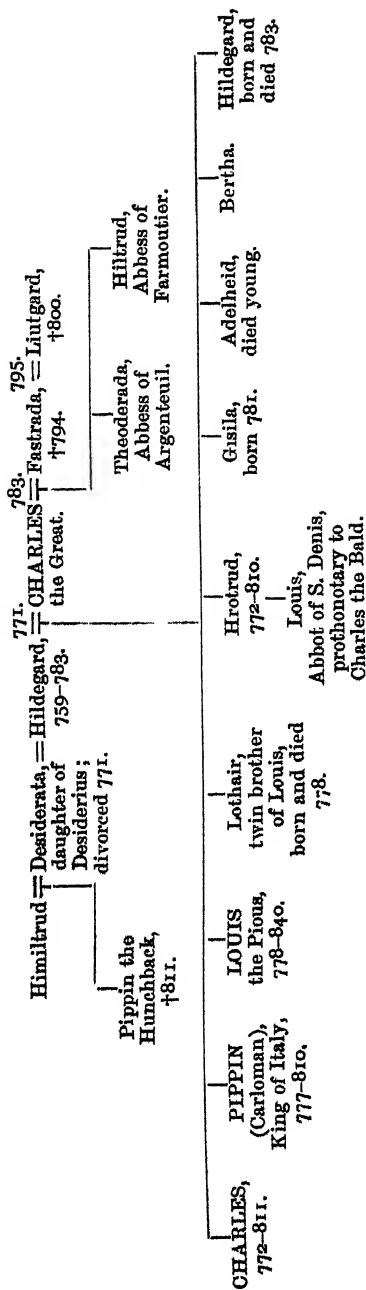 771. 783. 795.
Himiltrud = Desiderata, = Hildegard, = CHARLES = Fastrada, = Liutgard,
daughter of 759–783. the Great. †794. †800.
Desiderius;
divorced 771.
Pippin the
Hunchback,
†811.
Theoderada,
Abbess of
Argenteuil.
Hiltrud,
Abbess of
Farmoutier.
CHARLES,
772–811.
PIPPIN
(Carloman),
King of Italy,
777–810.
LOUIS
the Pious,
778–840.
Lothair,
twin brother
of Louis,
born and died
778.
Hrotrud,
772–810.
Louis,
Abbot of S. Denis,
prothonotary to
Charles the Bald.
Gisila,
born 781.
Adelheid,
died young.
Bertha.
Hildegard,
born and
died 783.